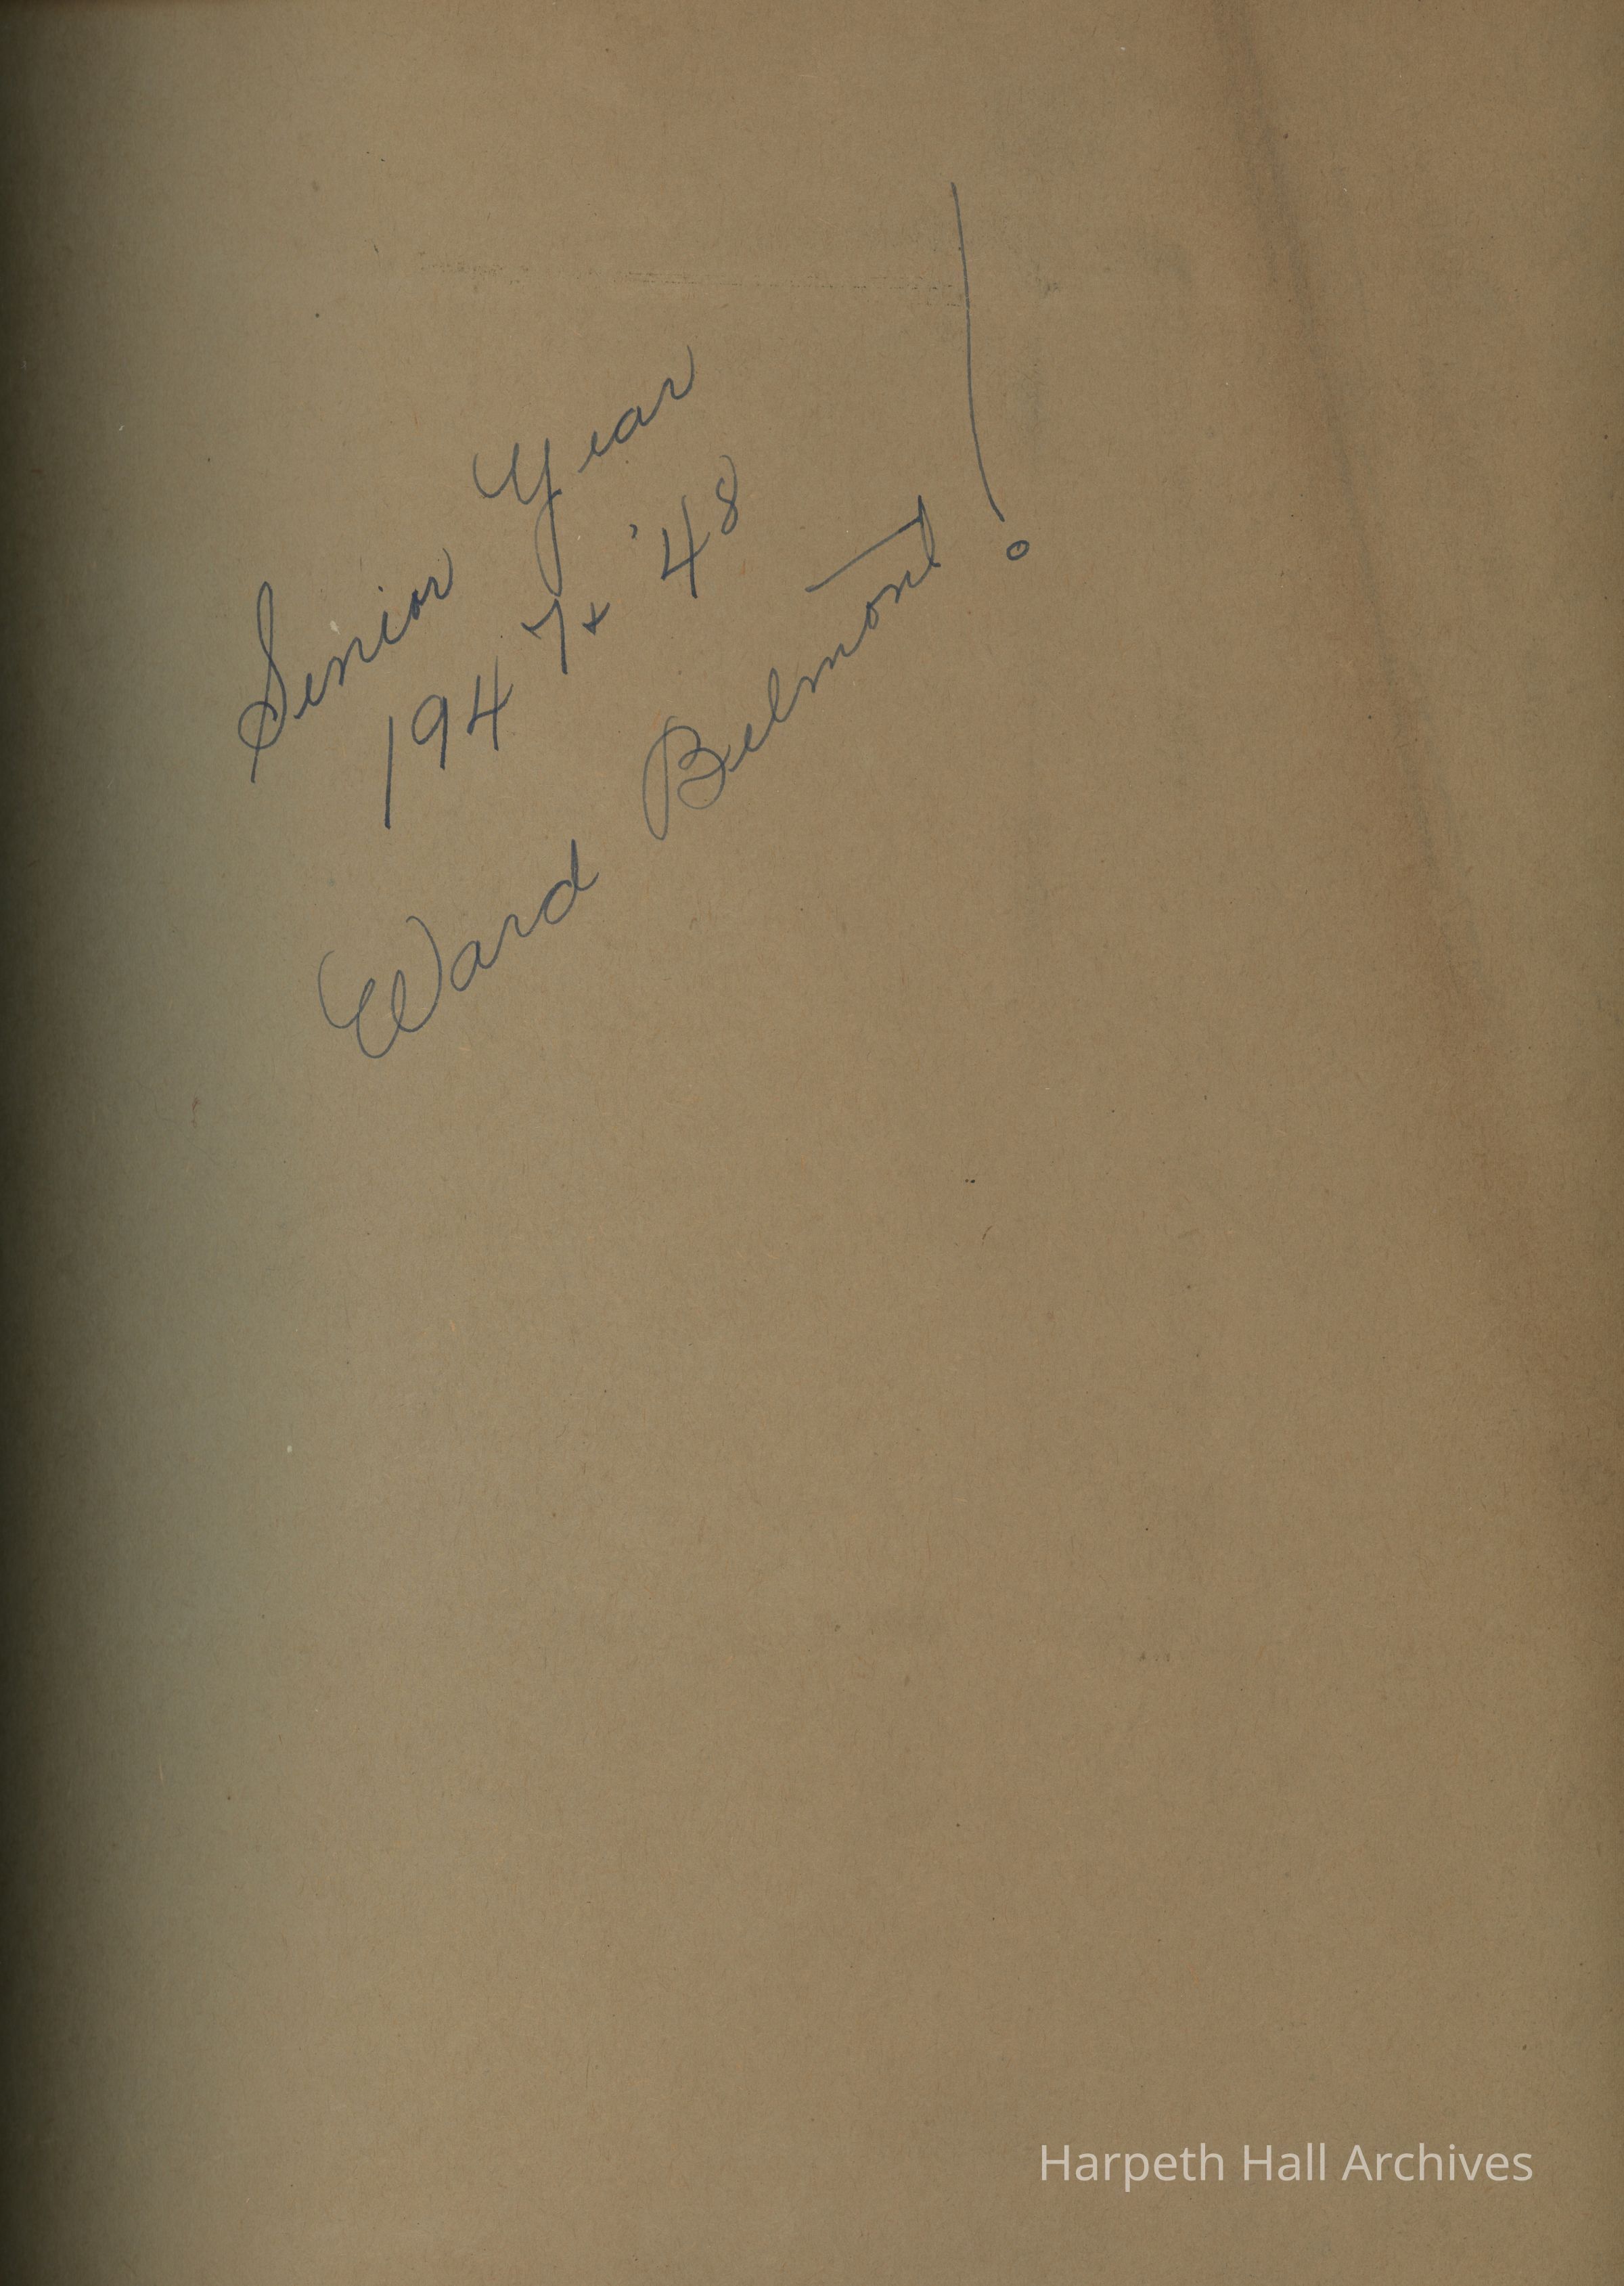 Senior Year
1947 + '48
Ward Belmont!
Harpeth Hall Archives